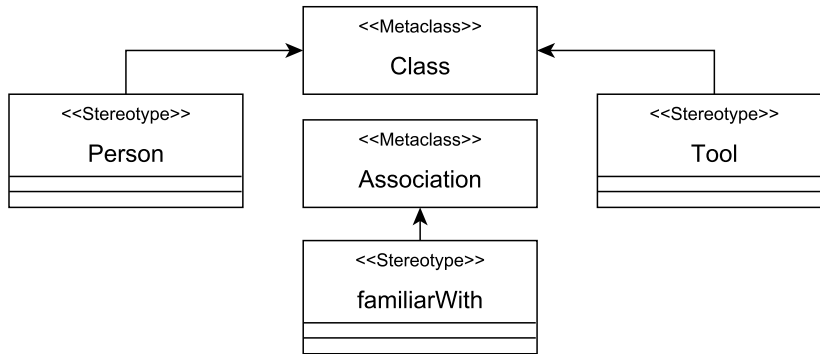 <<Metaclass>>
Class
<<Stereotype>>
Person
<<Metaclass>>
Association
<<Stereotype>>
Tool
<<Stereotype>>
familiarWith